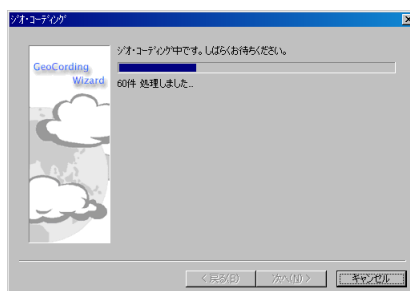 ジオ・コーディング
ジオ・コーディング中です。しばらくお待ちください。
GeoCording
Wizard
60件 処理しました..
< 戻る(B)
次へ(N) >
キャンセル